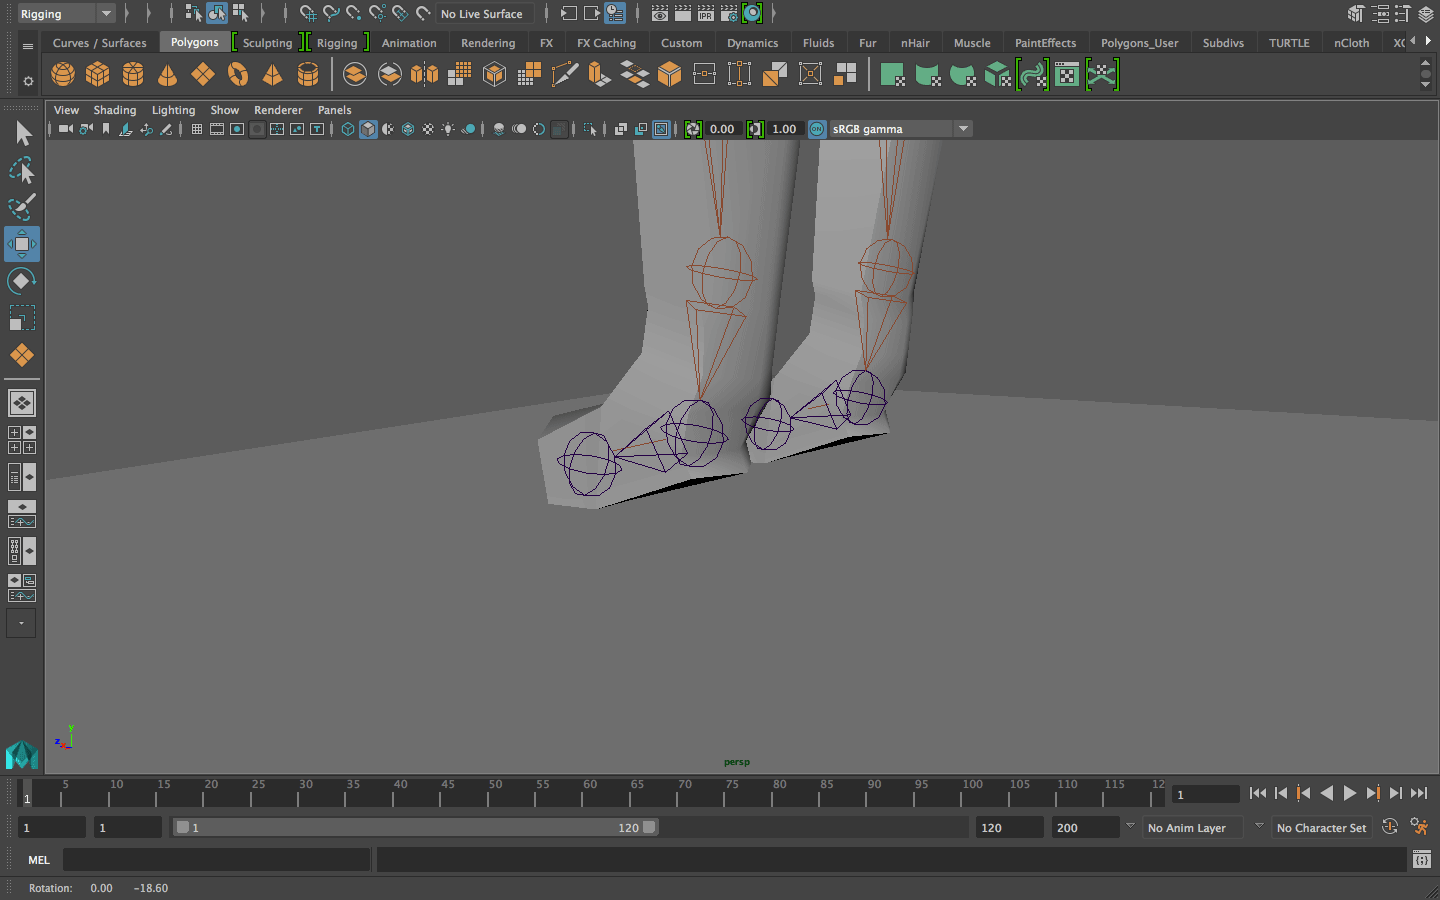 Rigging
No Live Surface
IPR
Curves / Surfaces Polygons Sculpting Rigging Animation Rendering FX FX Caching Custom Dynamics Fluids Fur nHair Muscle PaintEffects Polygons_User Subdivs TURTLE nCloth
View Shading Lighting Show Renderer Panels
0.00 1.00 ON sRGB gamma
y
z
persp
5 10 15 20 25 30 35 40 45 50 55 60 65 70 75 80 85 90 95 100 105 110 115 12
1
1
1 1 1 120 120 200 No Anim Layer No Character Set
MEL
Rotation: 0.00 -18.60